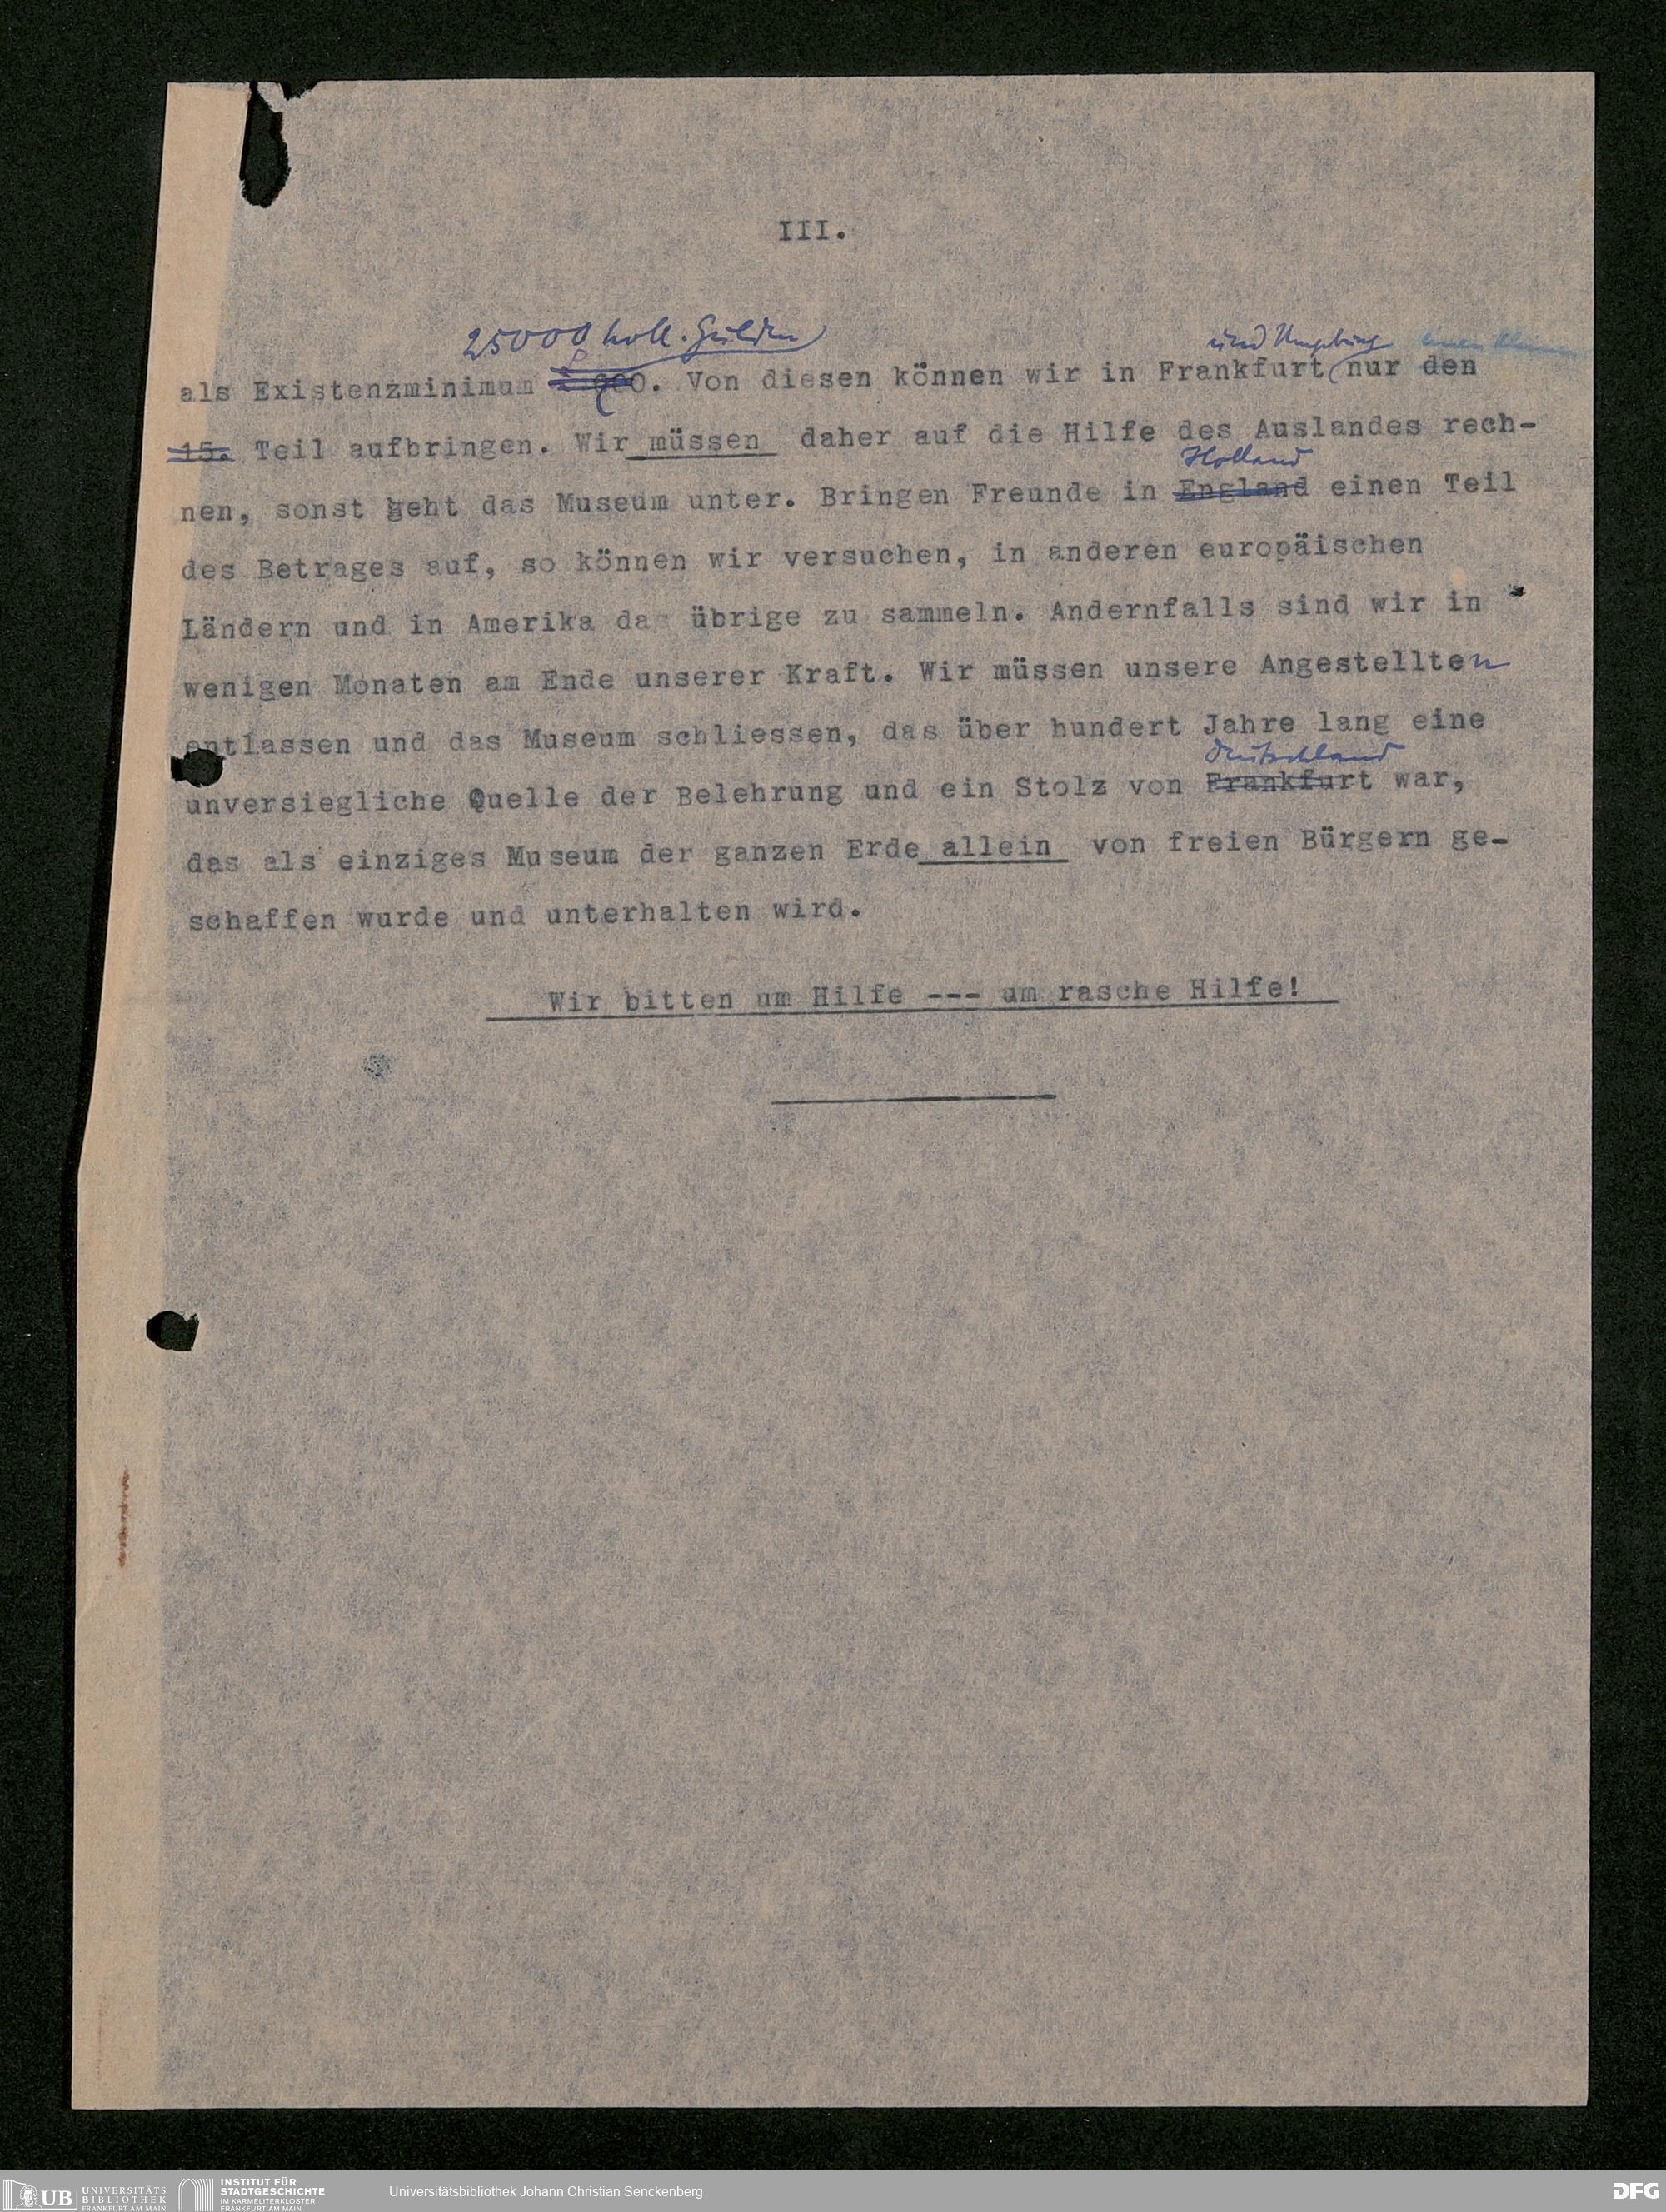 III.
25000 holl. Gulden
und Umgebung einen kleinen
als Existenzminimum Von diesen können wir in Frankfurt nur den
15. Teil aufbringen. Wir müssen daher auf die Hilfe des Auslandes rech-
Holland
nen, sonst geht das Museum unter. Bringen Freunde in England einen Teil
des Betrages auf, so können wir versuchen, in anderen europäischen
Ländern und in Amerika das übrige zu sammeln. Andernfalls sind wir in
wenigen Monaten am Ende unserer Kraft. Wir müssen unsere Angestellten
entlassen und das Museum schliessen, das über hundert Jahre lang eine
Deutschland
unversiegliche Quelle der Belehrung und ein Stolz von Frankfurt war,
das als einziges Museum der ganzen Erde allein von freien Bürgern ge-
schaffen wurde und unterhalten wird.
Wir bitten um Hilfe --- um rasche Hilfe!
UB UNIVERSITÄTS
BIBLIOTHEK
FRANKFURT AM MAIN
INSTITUT FÜR
STADTGESCHICHTE
IM KARMELITERKLOSTER
FRANKFURT AM MAIN
Universitätsbibliothek Johann Christian Senckenberg
DFG